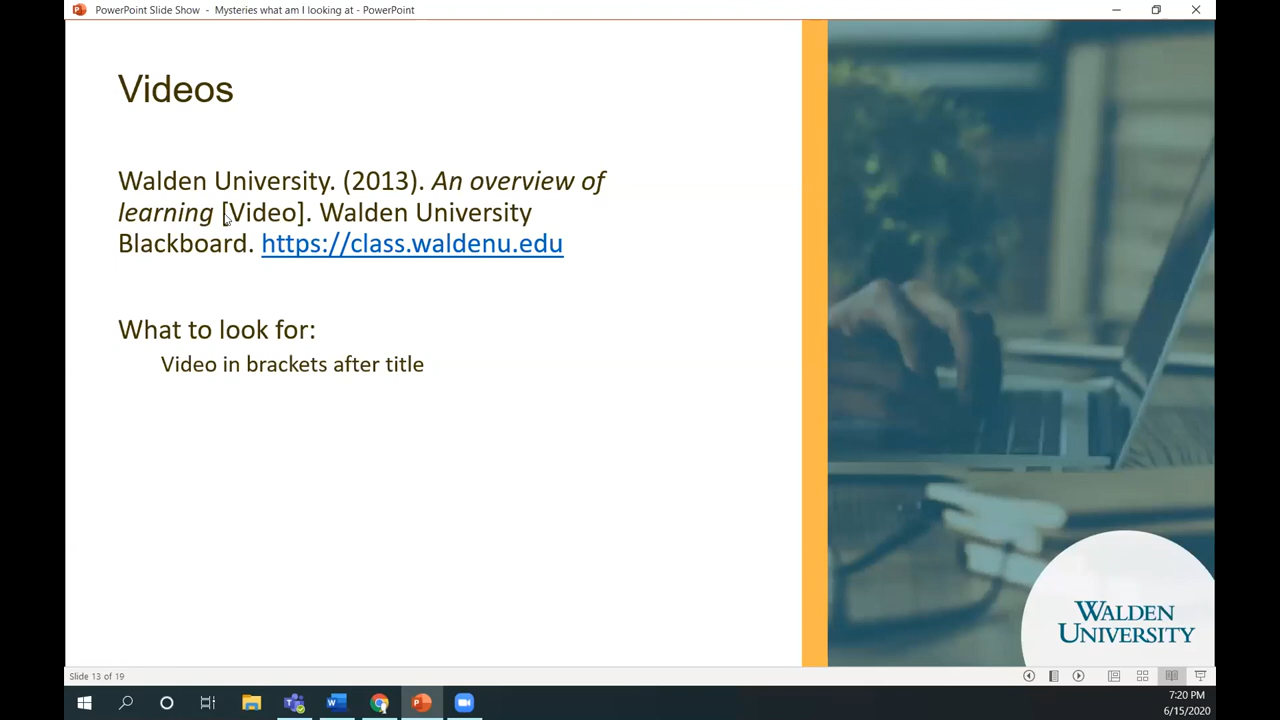 PowerPoint Slide Show - Mysteries what am I looking at - PowerPoint
Videos
Walden University. (2013). An overview of
learning [Video]. Walden University
Blackboard. https://class.waldenu.edu
What to look for:
Video in brackets after title
WALDEN
UNIVERSITY
Slide 13 of 19
7:20 PM
6/15/2020